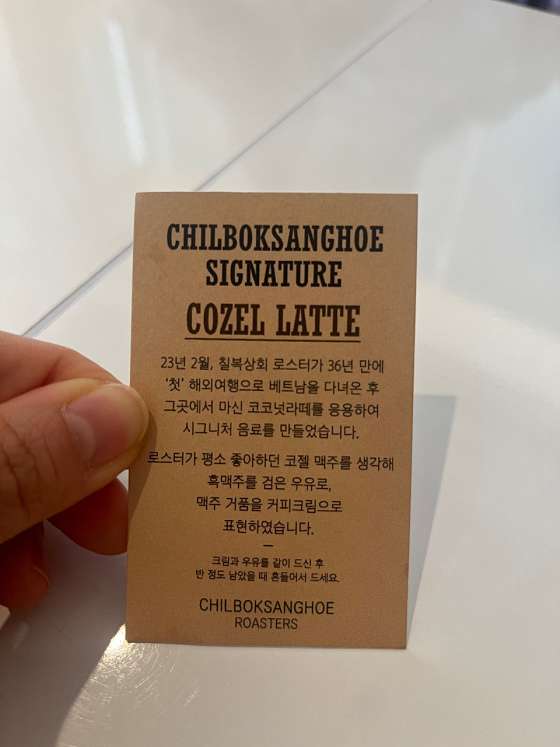 CHILBOKSANGHOE
SIGNATURE
COZEL LATTE
23년 2월, 칠복상회 로스터가 36년 만에
'첫' 해외여행으로 베트남을 다녀온 후
그곳에서 마신 코코넛라떼를 응용하여
시그니처 음료를 만들었습니다.
로스터가 평소 좋아하던 코젤 맥주를 생각해
흑맥주를 검은 우유로,
맥주 거품을 커피크림으로
표현하였습니다.
크림과 우유를 같이 드신 후
반 정도 남았을 때 흔들어서 드세요.
CHILBOKSANGHOE
ROASTERS